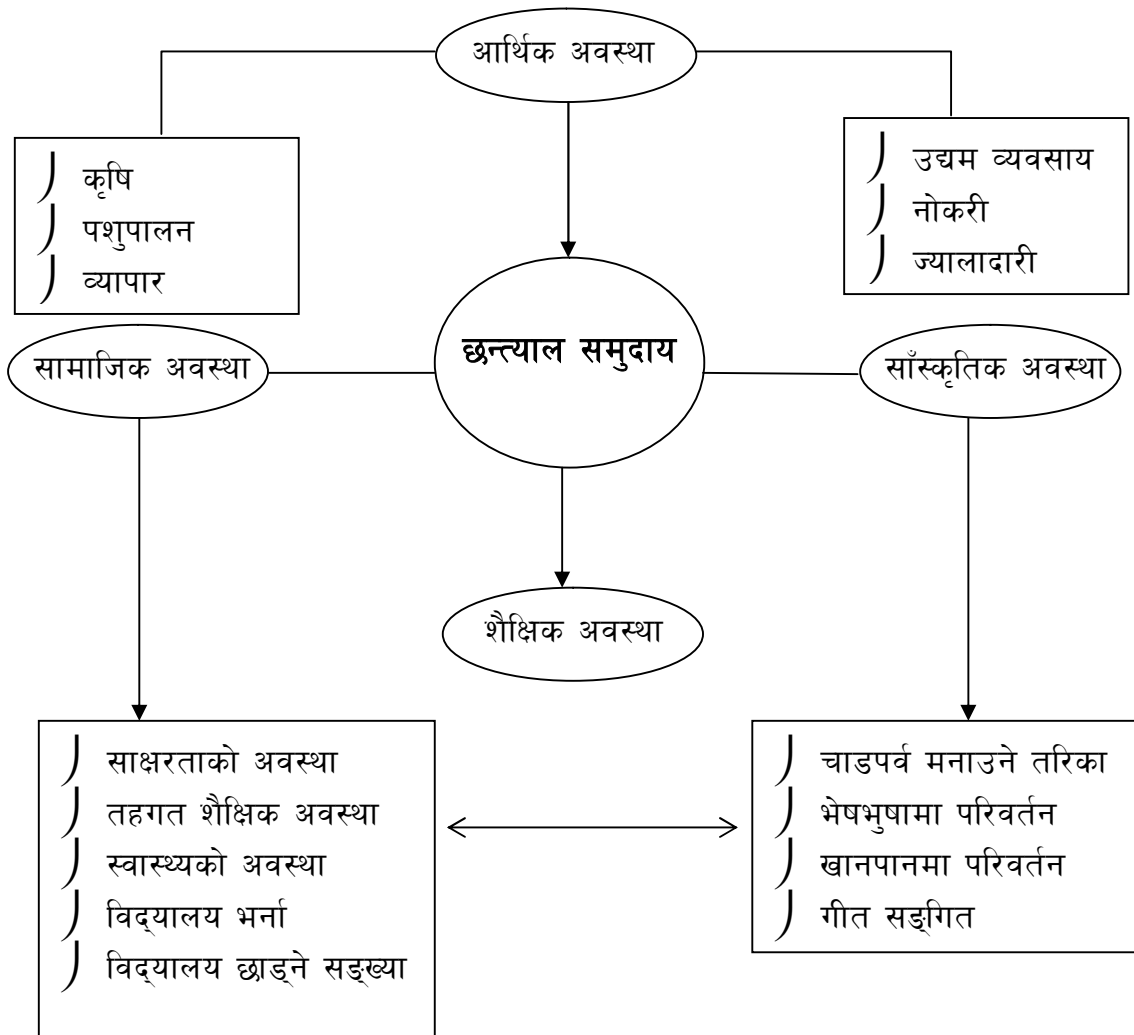 आर्थिक अवस्था
कृषि
पशुपालन
व्यापार
उद्यम व्यवसाय
नोकरी
ज्यालादारी
सामाजिक अवस्था
छन्त्याल समुदाय
साँस्कृतिक अवस्था
शैक्षिक अवस्था
साक्षरताको अवस्था
तहगत शैक्षिक अवस्था
स्वास्थ्यको अवस्था
विद्‌यालय भर्ना
विद्‌यालय छाड्ने सङ्ख्या
चाडपर्व मनाउने तरिका
भेषभुषामा परिवर्तन
खानपानमा परिवर्तन
गीत सङ्गित